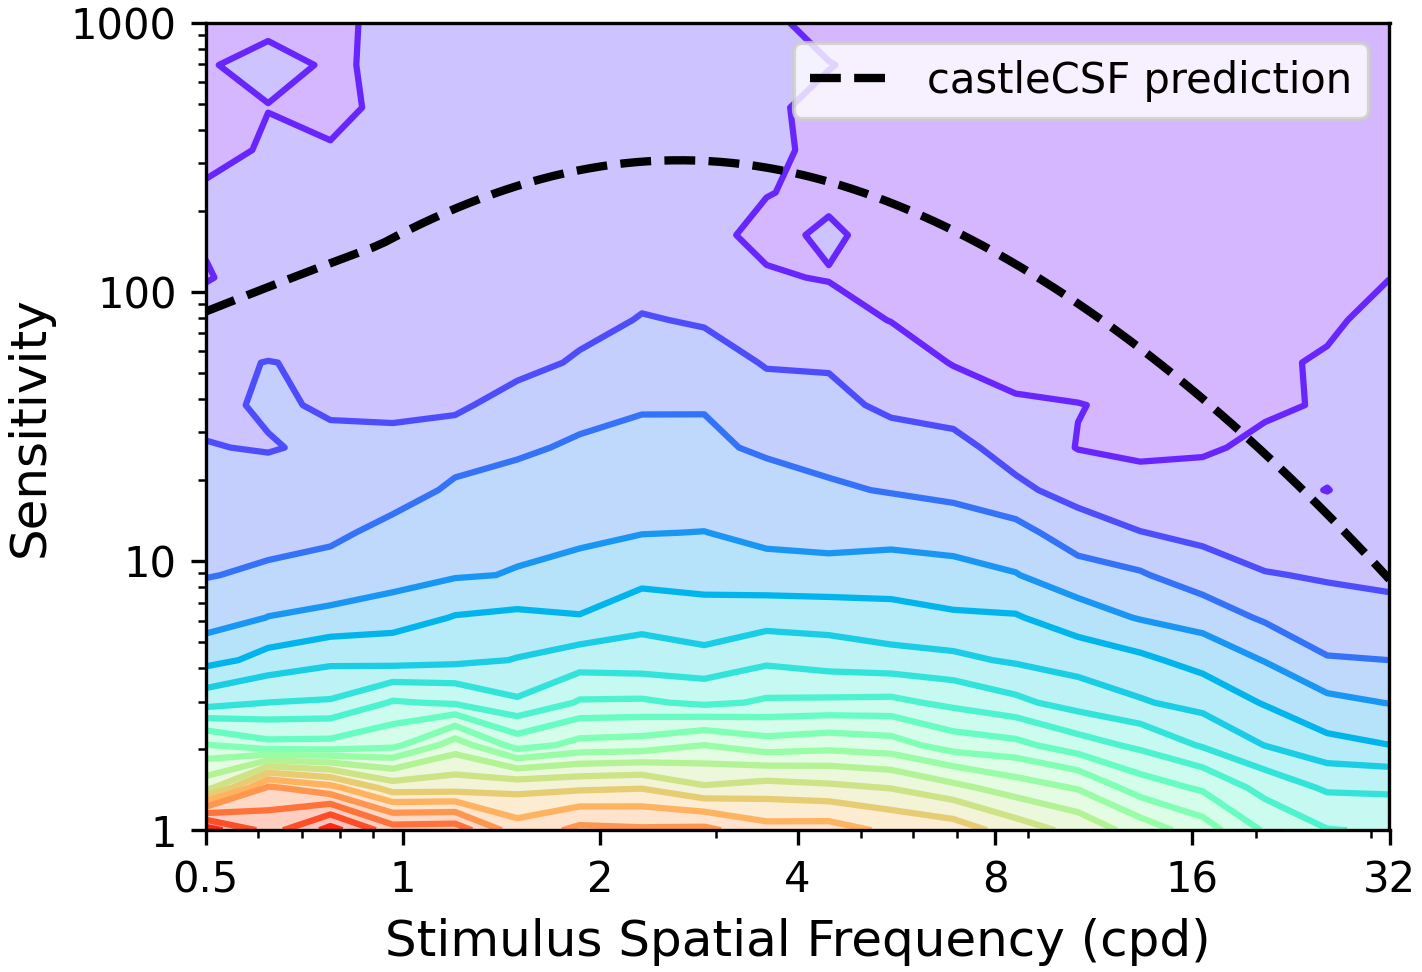 1000
100
10
1
Sensitivity
castleCSF prediction
0.5 1 2 4 8 16 32
Stimulus Spatial Frequency (cpd)